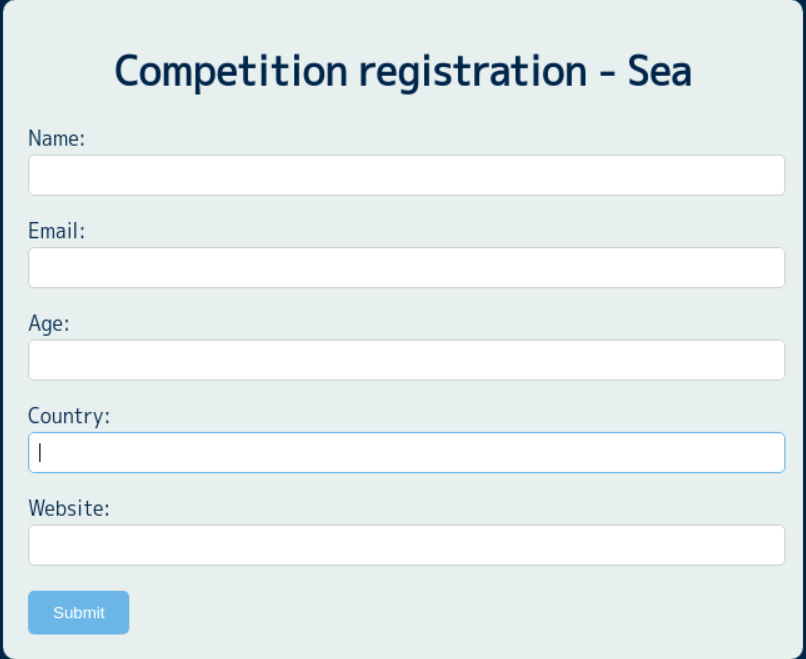 Competition registration - Sea
Name:
Email:
Age:
Country:
Website:
Submit